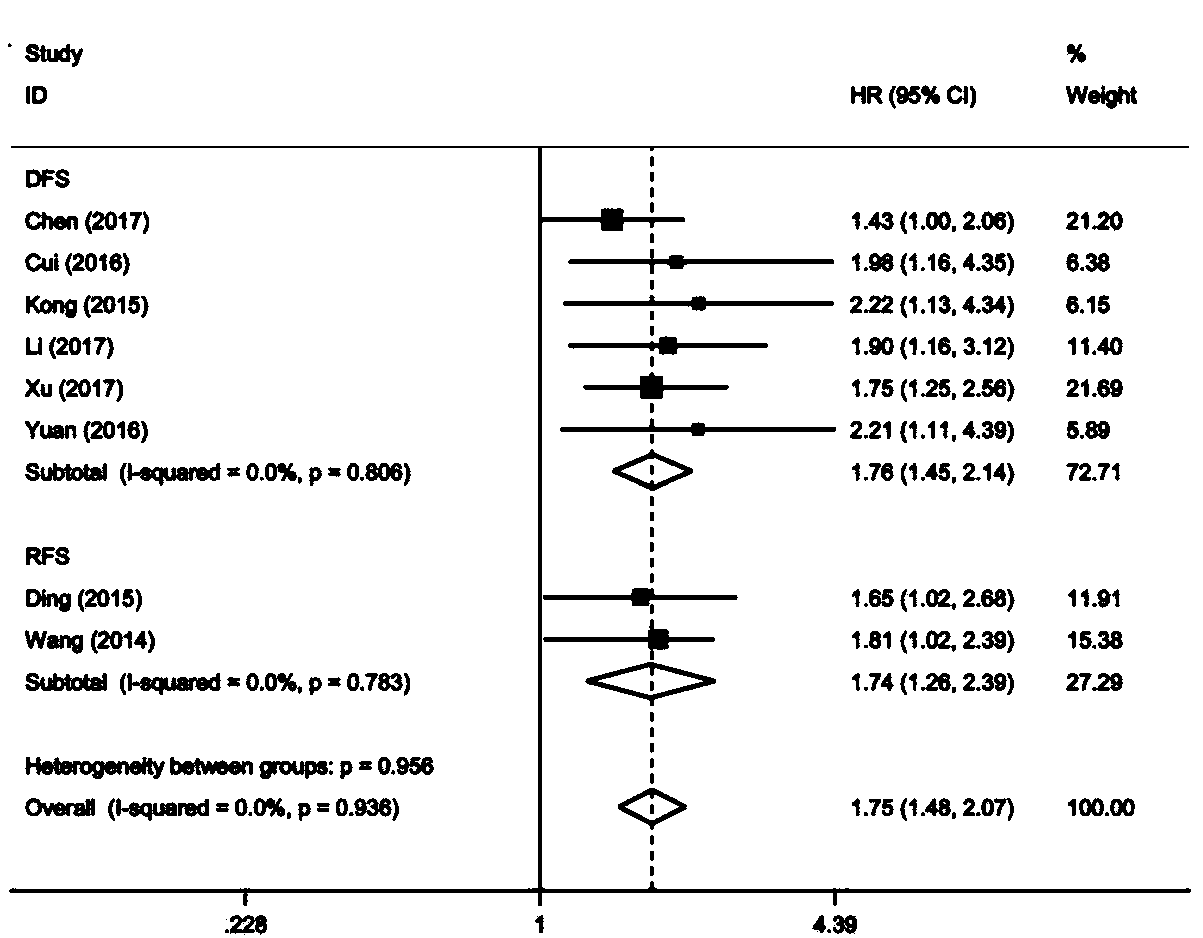 Study %
ID HR (95% CI) Weight
DFS
Chen (2017) 1.43 (1.00, 2.06) 21.20
Cui (2016) 1.98 (1.16, 4.35) 6.38
Kong (2015) 2.22 (1.13, 4.34) 6.15
Li (2017) 1.90 (1.16, 3.12) 11.40
Xu (2017) 1.75 (1.25, 2.56) 21.69
Yuan (2016) 2.21 (1.11, 4.39) 5.89
Subtotal (I-squared = 0.0%, p = 0.806) 1.76 (1.45, 2.14) 72.71
RFS
Ding (2015) 1.65 (1.02, 2.68) 11.91
Wang (2014) 1.81 (1.02, 2.39) 15.38
Subtotal (I-squared = 0.0%, p = 0.783) 1.74 (1.26, 2.39) 27.29
Heterogeneity between groups: p = 0.956
Overall (I-squared = 0.0%, p = 0.936) 1.75 (1.48, 2.07) 100.00
.228 1 4.39